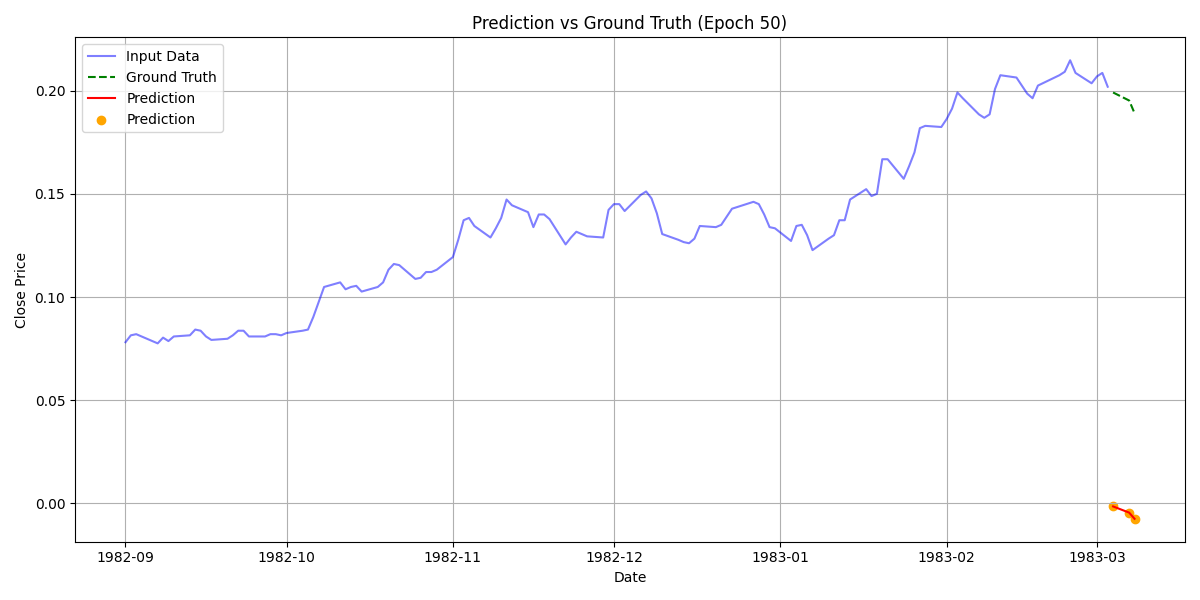 Prediction vs Ground Truth (Epoch 50)
Input Data
Ground Truth
Prediction
Prediction
Close Price
0.20
0.15
0.10
0.05
0.00
1982-09
1982-10
1982-11
1982-12
1983-01
1983-02
1983-03
Date